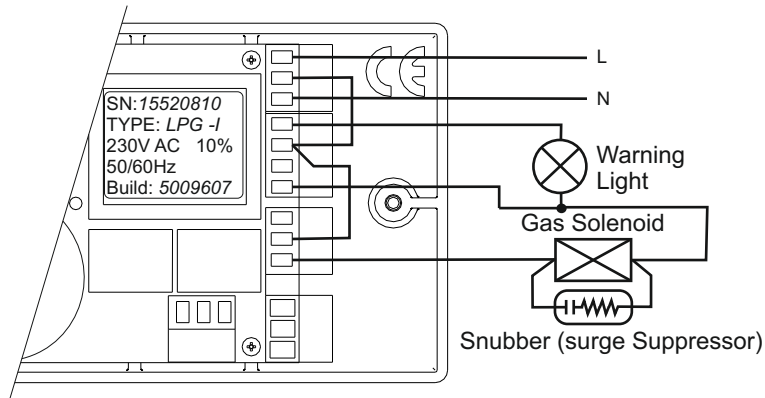 L
CE
N
SN:15520810
TYPE: LPG -I
230V AC 10%
50/60Hz
Build: 5009607
Warning
Light
Gas Solenoid
Snubber (surge Suppressor)